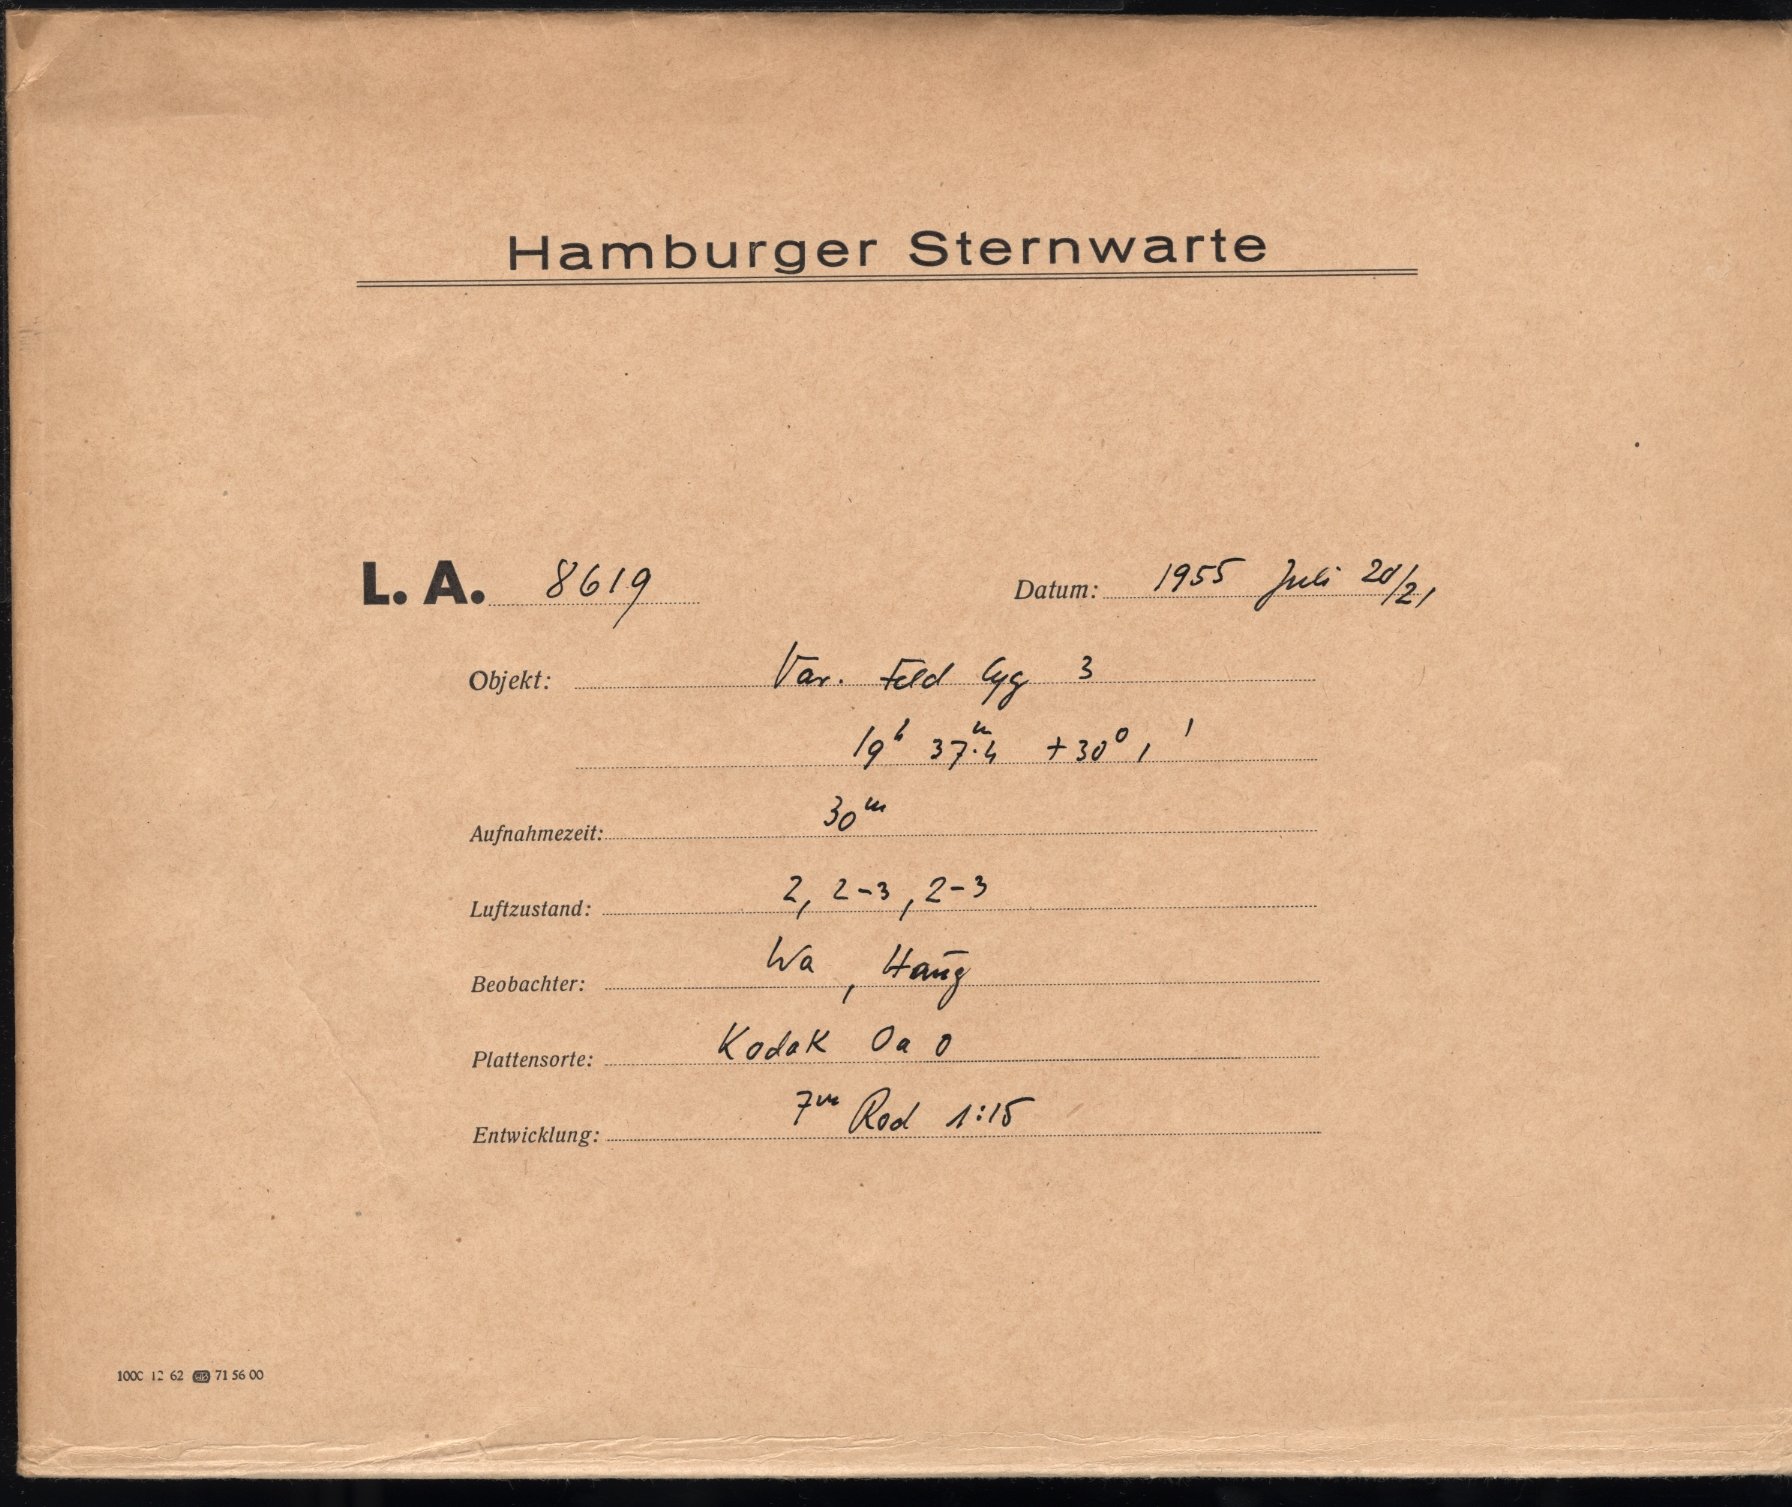 Hamburger Sternwarte
L. A. 8619 Datum: 1955 Juli 20/21
Objekt: Var. Feld Cyg 3
19h 37m.4 +30° 1'
Aufnahmezeit: 30m
Luftzustand: 2, 2-3, 2-3
Beobachter: Wa, Haug
Plattensorte: Kodak OaO
Entwicklung: 7m Rod 1:15
1000 12 62 71 56 00